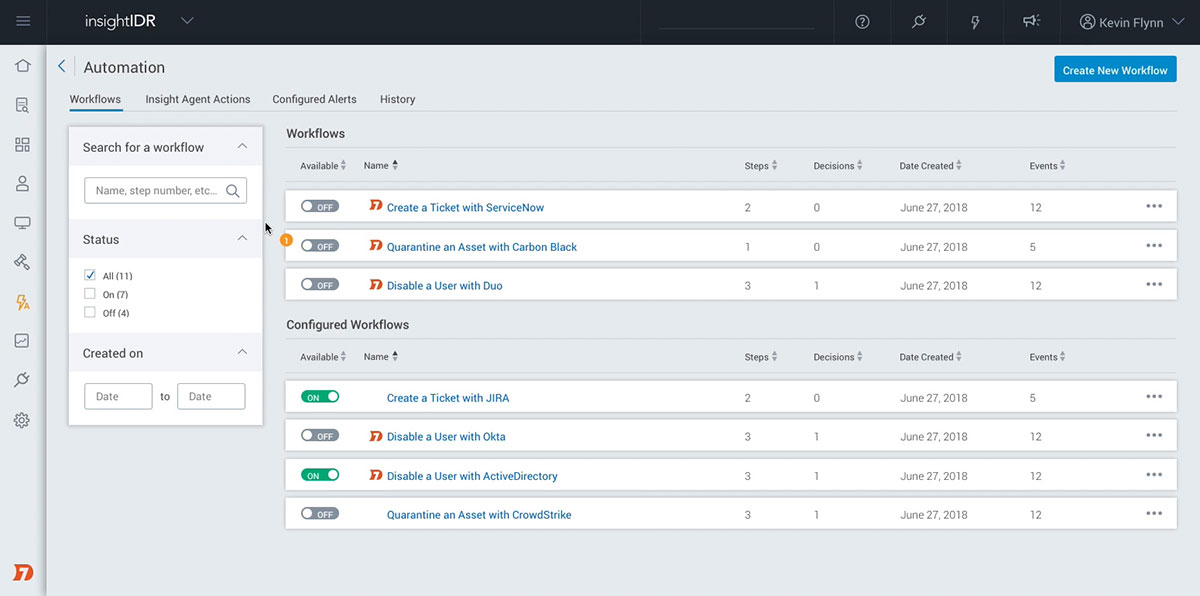 insightIDR
Kevin Flynn
Automation
Create New Workflow
Workflows Insight Agent Actions Configured Alerts History
Search for a workflow
Name, step number, etc...
Status
All (11)
On (7)
Off (4)
Created on
Date to Date
Workflows
Available Name Steps Decisions Date Created Events
OFF Create a Ticket with ServiceNow 2 0 June 27, 2018 12
1 OFF Quarantine an Asset with Carbon Black 1 0 June 27, 2018 5
OFF Disable a User with Duo 3 1 June 27, 2018 12
Configured Workflows
Available Name Steps Decisions Date Created Events
ON Create a Ticket with JIRA 2 0 June 27, 2018 5
OFF Disable a User with Okta 3 1 June 27, 2018 12
ON Disable a User with ActiveDirectory 3 1 June 27, 2018 12
OFF Quarantine an Asset with CrowdStrike 3 1 June 27, 2018 12